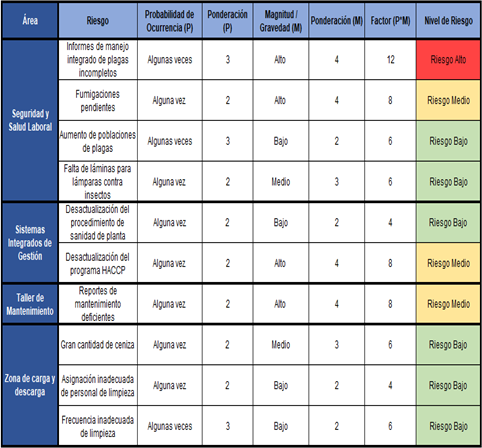 Área Riesgo Probabilidad de Ocurrencia (P) Ponderación (P) Magnitud / Gravedad (M) Ponderación (M) Factor (P*M) Nivel de Riesgo
Seguridad y Salud Laboral
Informes de manejo integrado de plagas incompletos Algunas veces 3 Alto 4 12 Riesgo Alto
Fumigaciones pendientes Alguna vez 2 Alto 4 8 Riesgo Medio
Aumento de poblaciones de plagas Algunas veces 3 Bajo 2 6 Riesgo Bajo
Falta de láminas para lámparas contra insectos Alguna vez 2 Medio 3 6 Riesgo Bajo
Sistemas Integrados de Gestión
Desactualización del procedimiento de sanidad de planta Alguna vez 2 Bajo 2 4 Riesgo Bajo
Desactualización del programa HACCP Alguna vez 2 Alto 4 8 Riesgo Medio
Taller de Mantenimiento
Reportes de mantenimiento deficientes Alguna vez 2 Alto 4 8 Riesgo Medio
Zona de carga y descarga
Gran cantidad de ceniza Alguna vez 2 Medio 3 6 Riesgo Bajo
Asignación inadecuada de personal de limpieza Alguna vez 2 Bajo 2 4 Riesgo Bajo
Frecuencia inadecuada de limpieza Algunas veces 3 Bajo 2 6 Riesgo Bajo